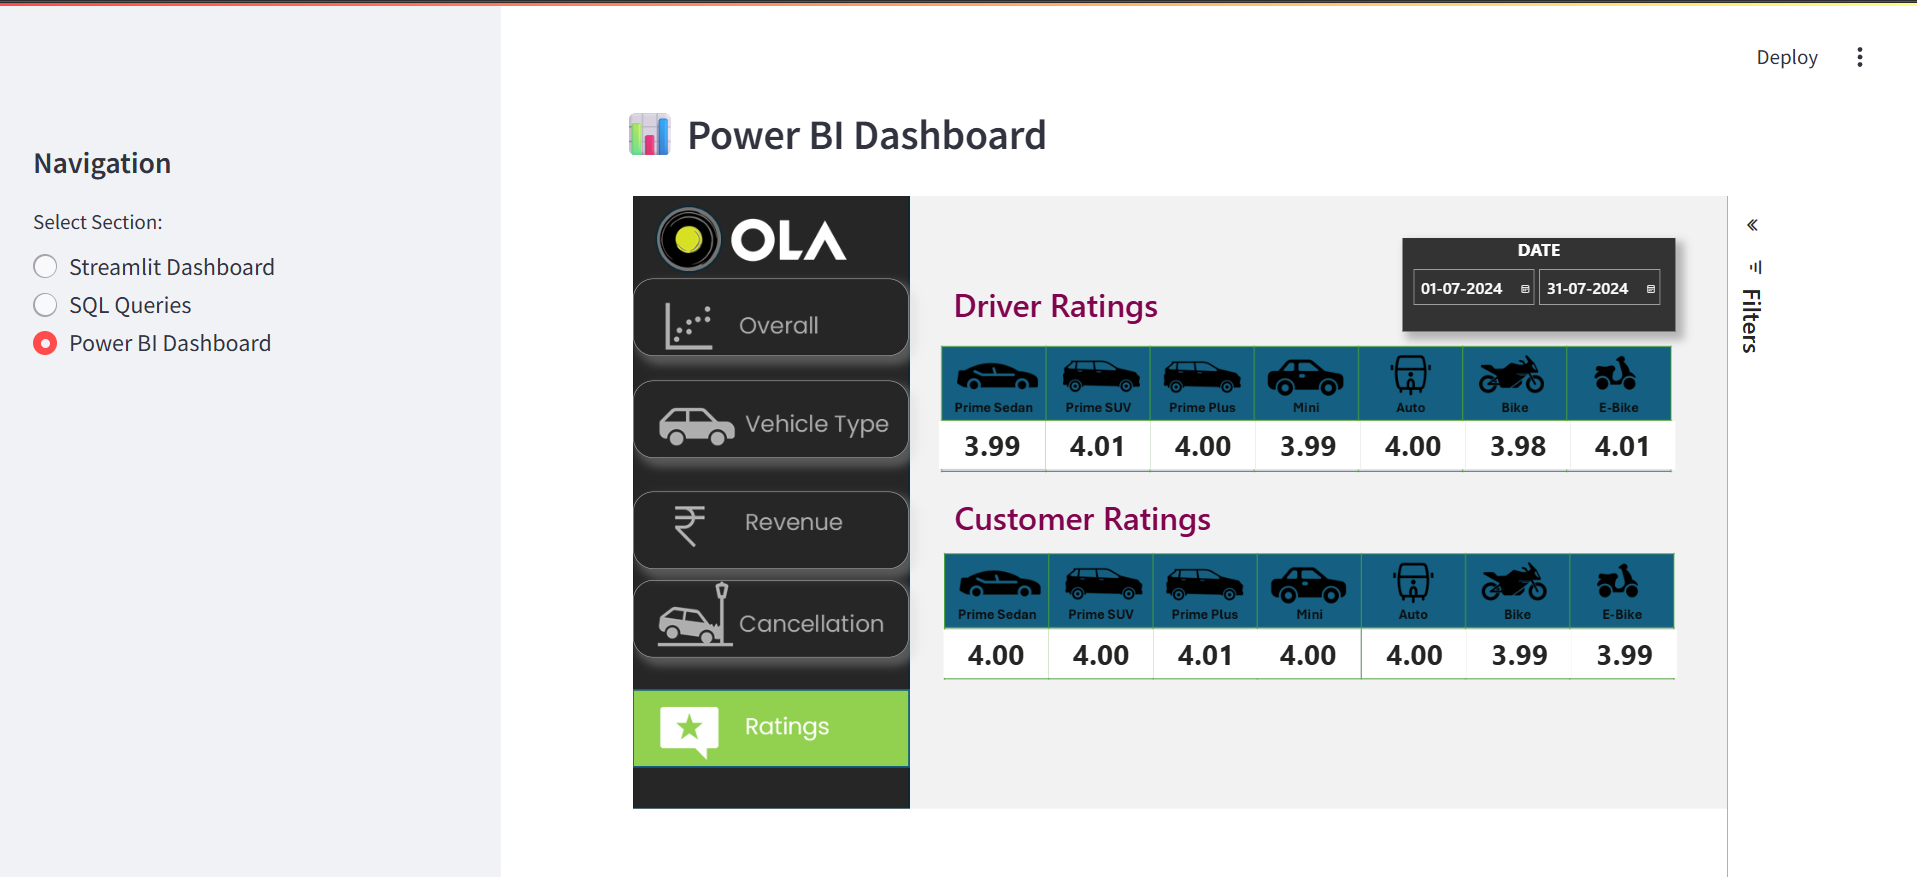 Deploy
Navigation
Select Section:
Streamlit Dashboard
SQL Queries
Power BI Dashboard
Power BI Dashboard
OLA
Overall
Vehicle Type
Revenue
Cancellation
Ratings
DATE
01-07-2024 31-07-2024
Driver Ratings
Prime Sedan Prime SUV Prime Plus Mini Auto Bike E-Bike
3.99 4.01 4.00 3.99 4.00 3.98 4.01
Customer Ratings
Prime Sedan Prime SUV Prime Plus Mini Auto Bike E-Bike
4.00 4.00 4.01 4.00 4.00 3.99 3.99
Filters